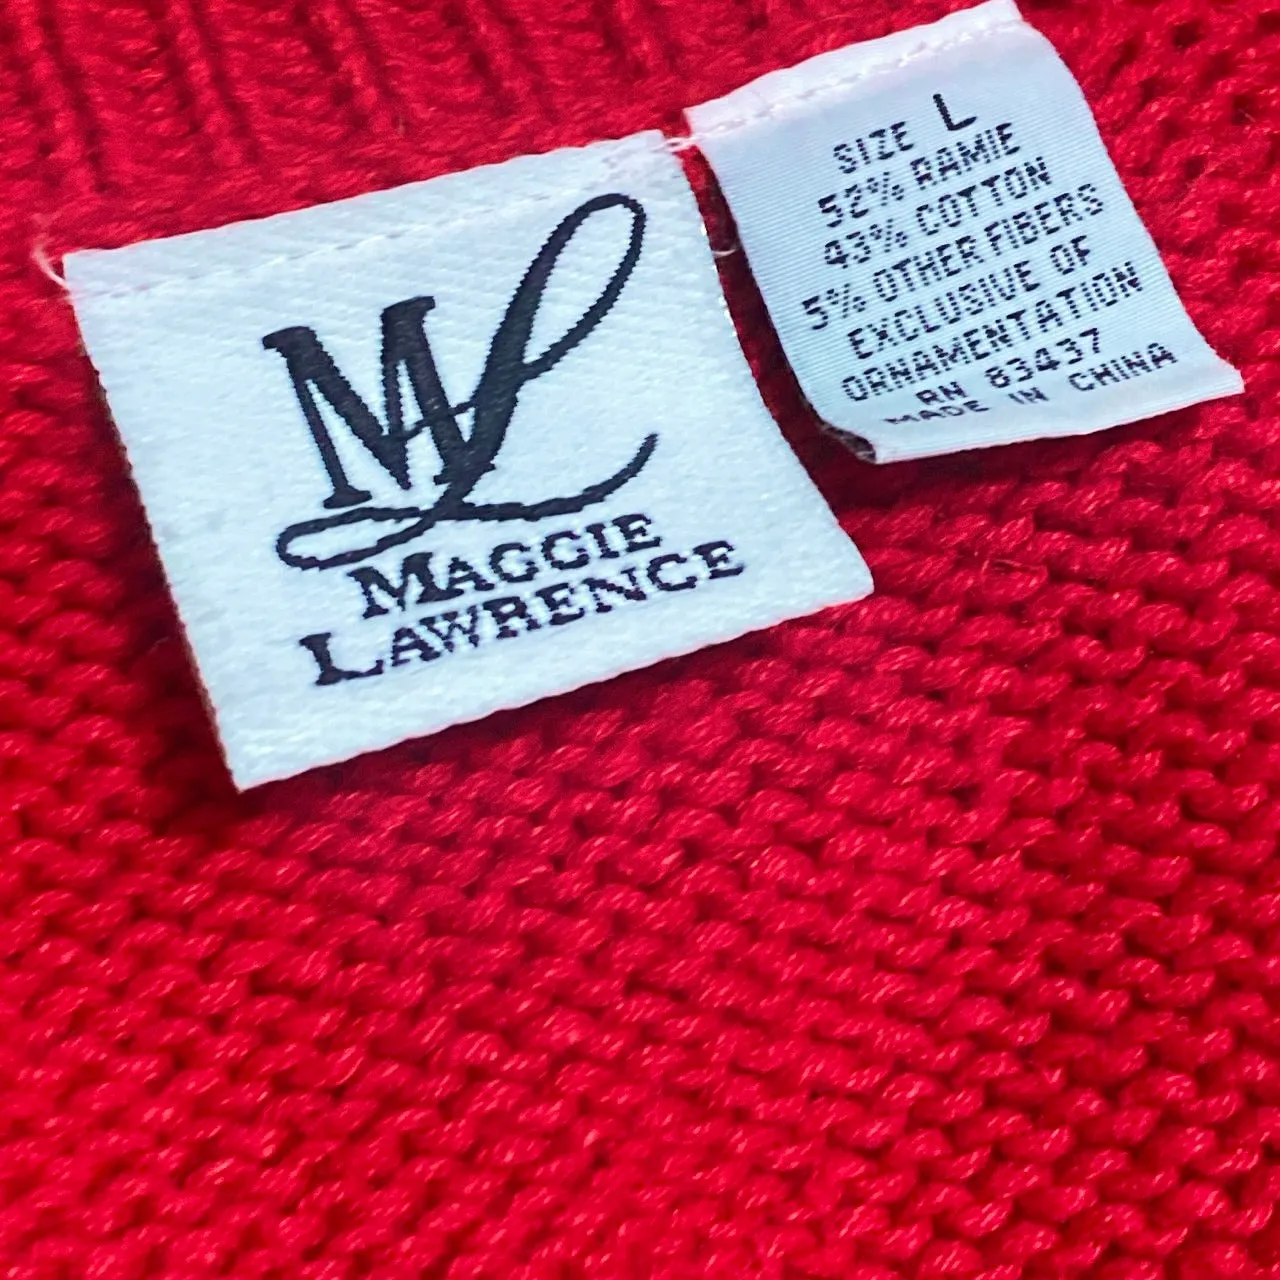 ML
MAGGIE
LAWRENCE
SIZE L
52% RAMIE
43% COTTON
5% OTHER FIBERS
EXCLUSIVE OF
ORNAMENTATION
RN 83437
MADE IN CHINA